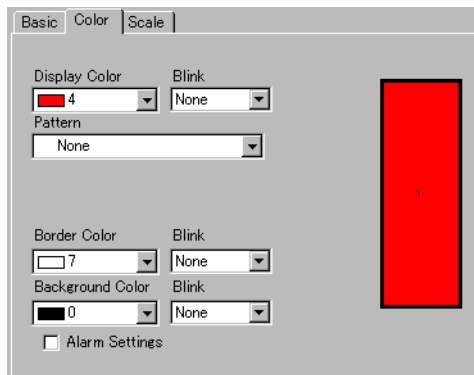 Basic Color Scale
Display Color Blink
4 None
Pattern
None
1
Border Color Blink
7 None
Background Color Blink
0 None
Alarm Settings